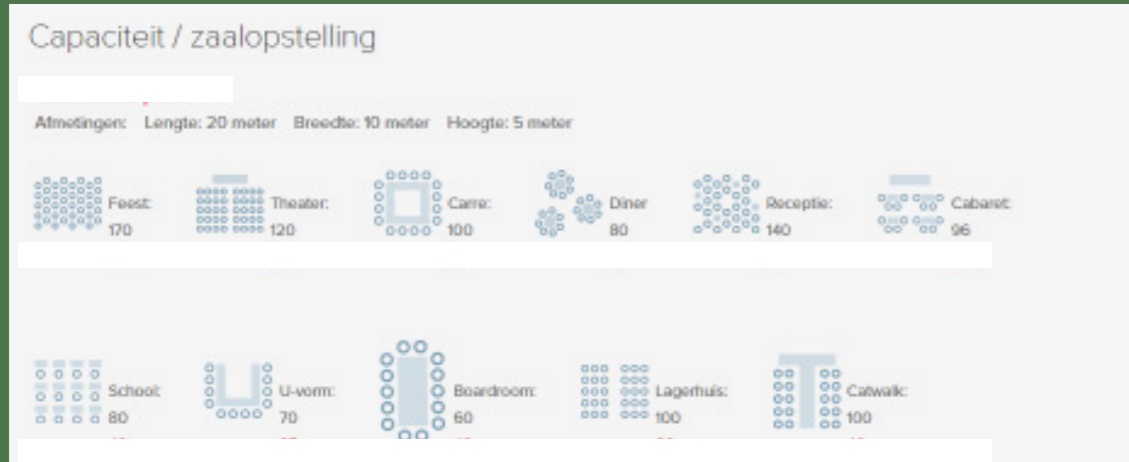 Capaciteit / zaalopstelling
Afmetingen: Lengte: 20 meter Breedte: 10 meter Hoogte: 5 meter
Feest: Theater: Carre: Diner Receptie: Cabaret:
170 120 100 80 140 96
School: U-vorm: Boardroom: Lagerhuis: Catwalk:
80 70 60 100 100